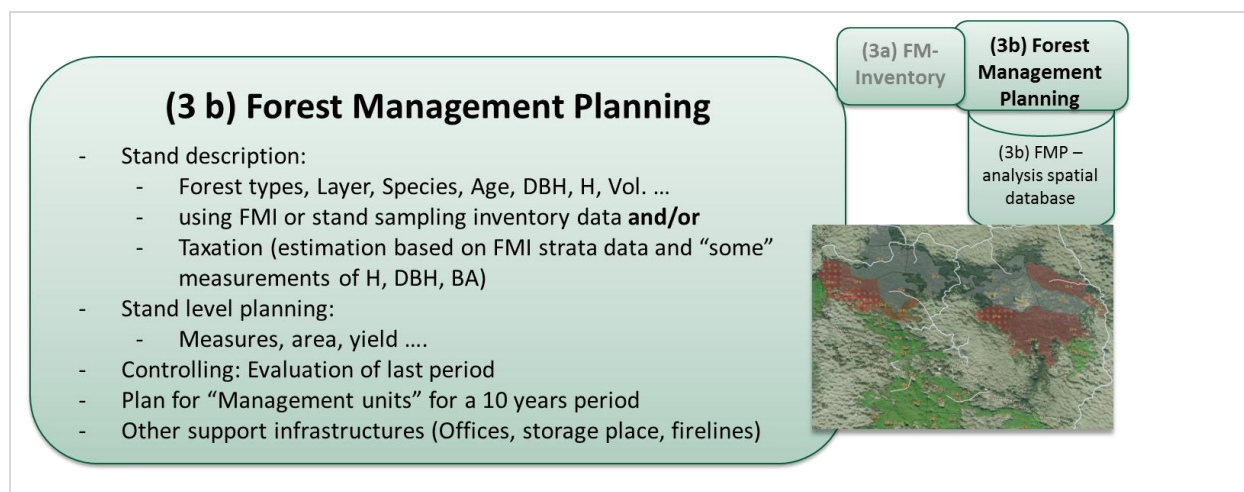 (3 b) Forest Management Planning
- Stand description:
- Forest types, Layer, Species, Age, DBH, H, Vol. …
- using FMI or stand sampling inventory data and/or
- Taxation (estimation based on FMI strata data and “some”
measurements of H, DBH, BA)
- Stand level planning:
- Measures, area, yield ….
- Controlling: Evaluation of last period
- Plan for “Management units” for a 10 years period
- Other support infrastructures (Offices, storage place, firelines)
(3a) FM-
Inventory
(3b) Forest
Management
Planning
(3b) FMP –
analysis spatial
database